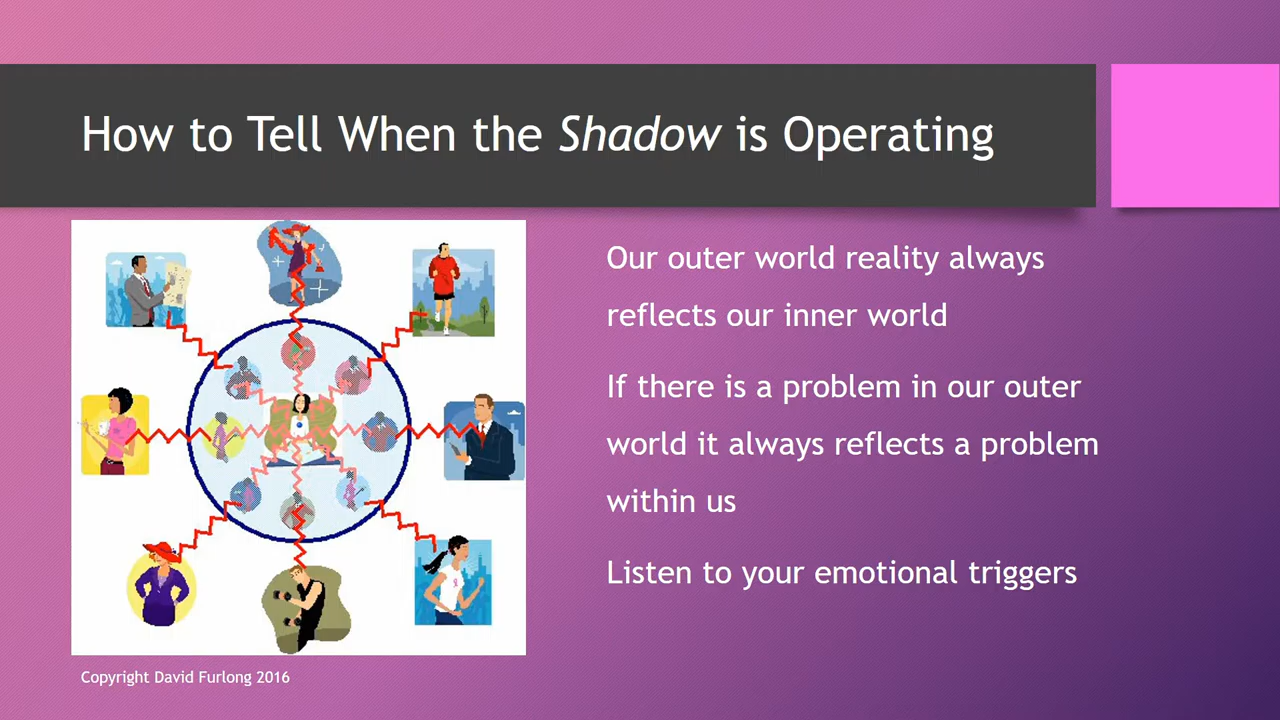 How to Tell When the Shadow is Operating
Our outer world reality always
reflects our inner world
If there is a problem in our outer
world it always reflects a problem
within us
Listen to your emotional triggers
Copyright David Furlong 2016